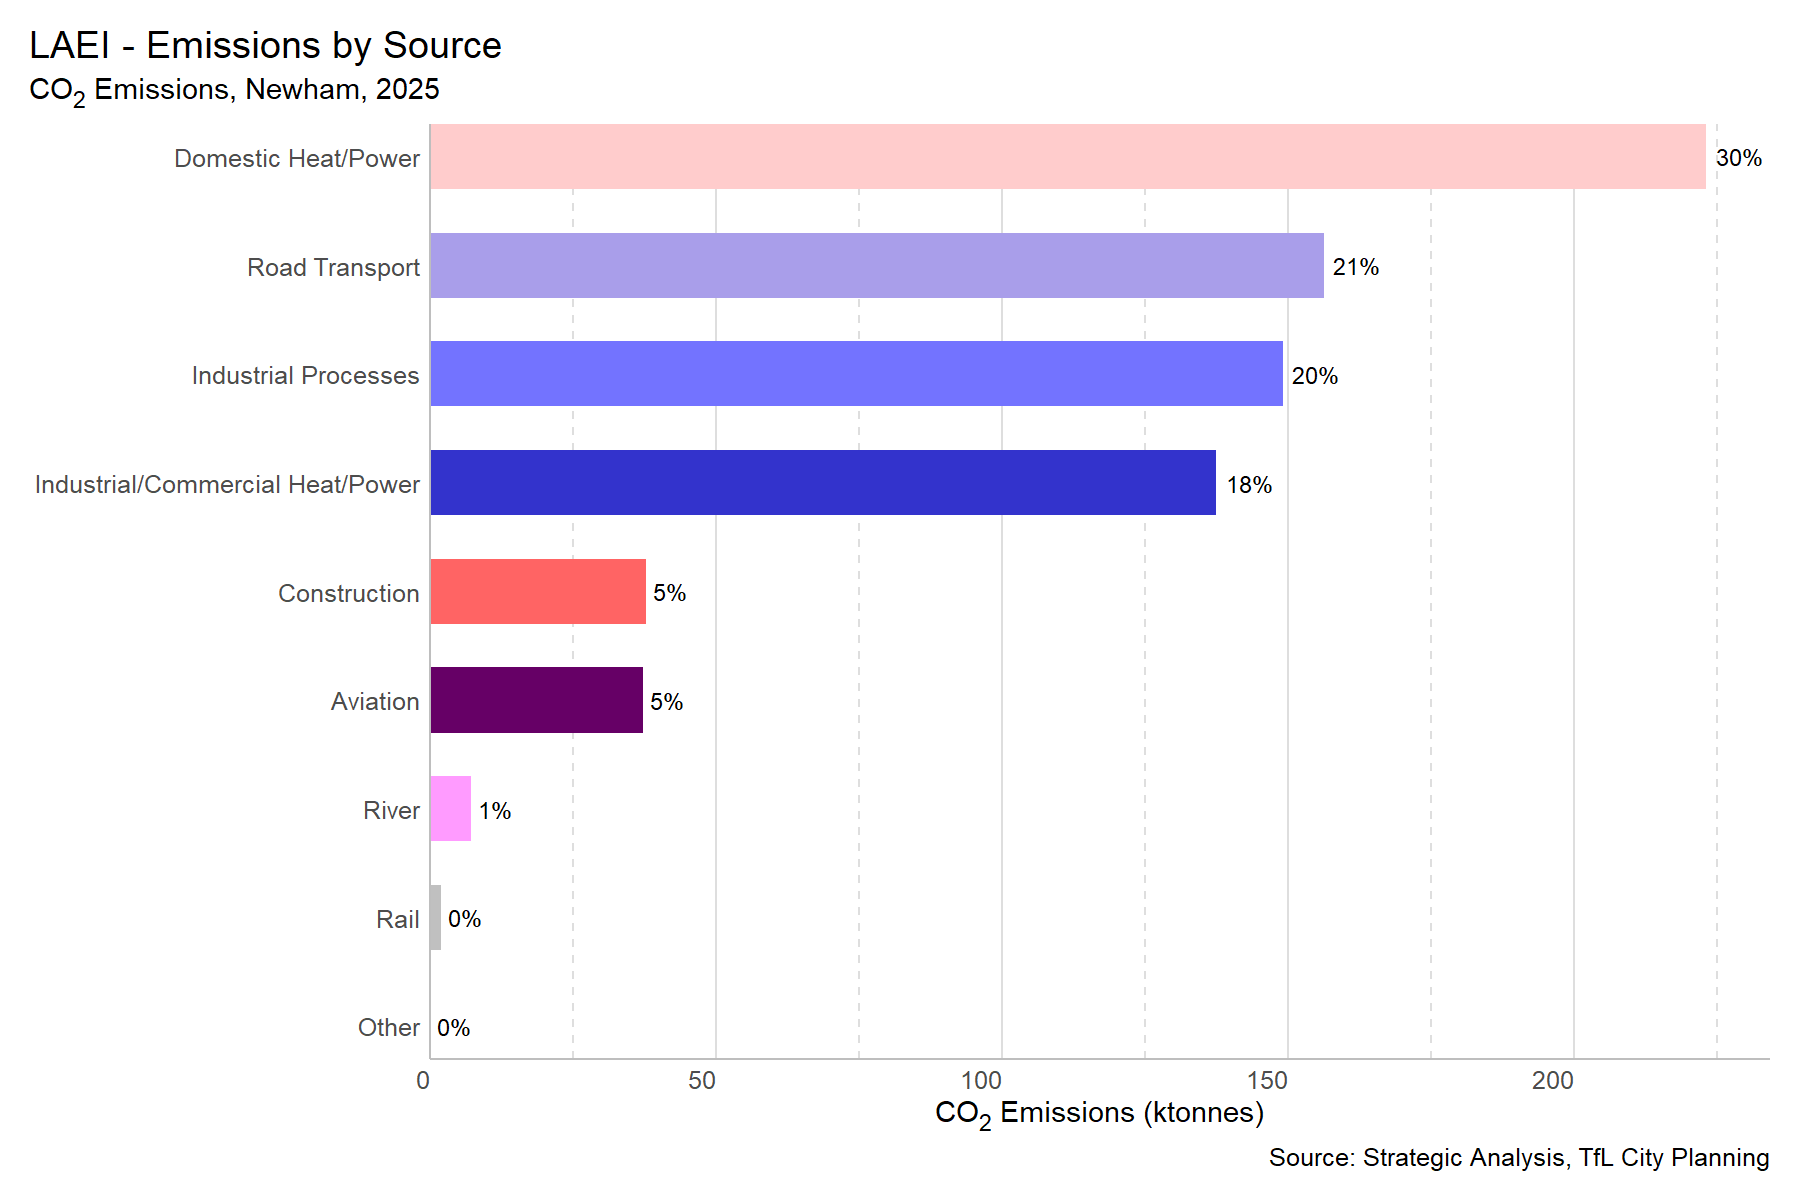 LAEI - Emissions by Source
CO₂ Emissions, Newham, 2025
Domestic Heat/Power 30%
Road Transport 21%
Industrial Processes 20%
Industrial/Commercial Heat/Power 18%
Construction 5%
Aviation 5%
River 1%
Rail 0%
Other 0%
0 50 100 150 200
CO₂ Emissions (ktonnes)
Source: Strategic Analysis, TfL City Planning